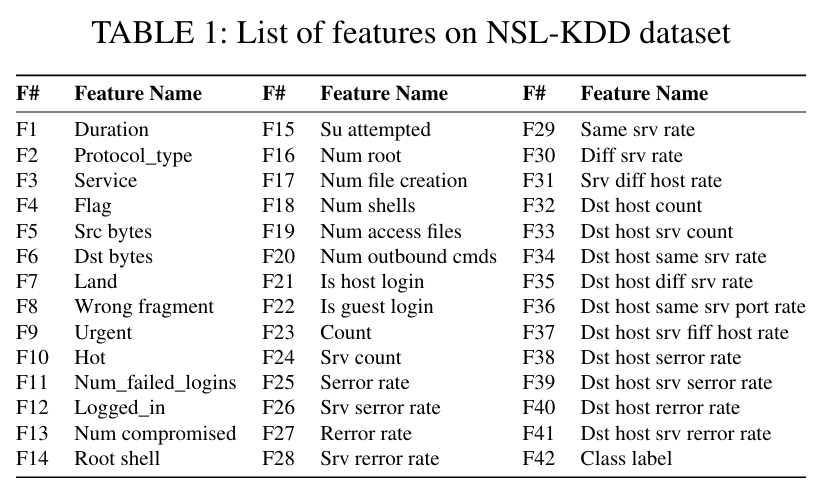 TABLE 1: List of features on NSL-KDD dataset
F# Feature Name F# Feature Name F# Feature Name
F1 Duration F15 Su attempted F29 Same srv rate
F2 Protocol_type F16 Num root F30 Diff srv rate
F3 Service F17 Num file creation F31 Srv diff host rate
F4 Flag F18 Num shells F32 Dst host count
F5 Src bytes F19 Num access files F33 Dst host srv count
F6 Dst bytes F20 Num outbound cmds F34 Dst host same srv rate
F7 Land F21 Is host login F35 Dst host diff srv rate
F8 Wrong fragment F22 Is guest login F36 Dst host same srv port rate
F9 Urgent F23 Count F37 Dst host srv fiff host rate
F10 Hot F24 Srv count F38 Dst host serror rate
F11 Num_failed_logins F25 Serror rate F39 Dst host srv serror rate
F12 Logged_in F26 Srv serror rate F40 Dst host rerror rate
F13 Num compromised F27 Rerror rate F41 Dst host srv rerror rate
F14 Root shell F28 Srv rerror rate F42 Class label